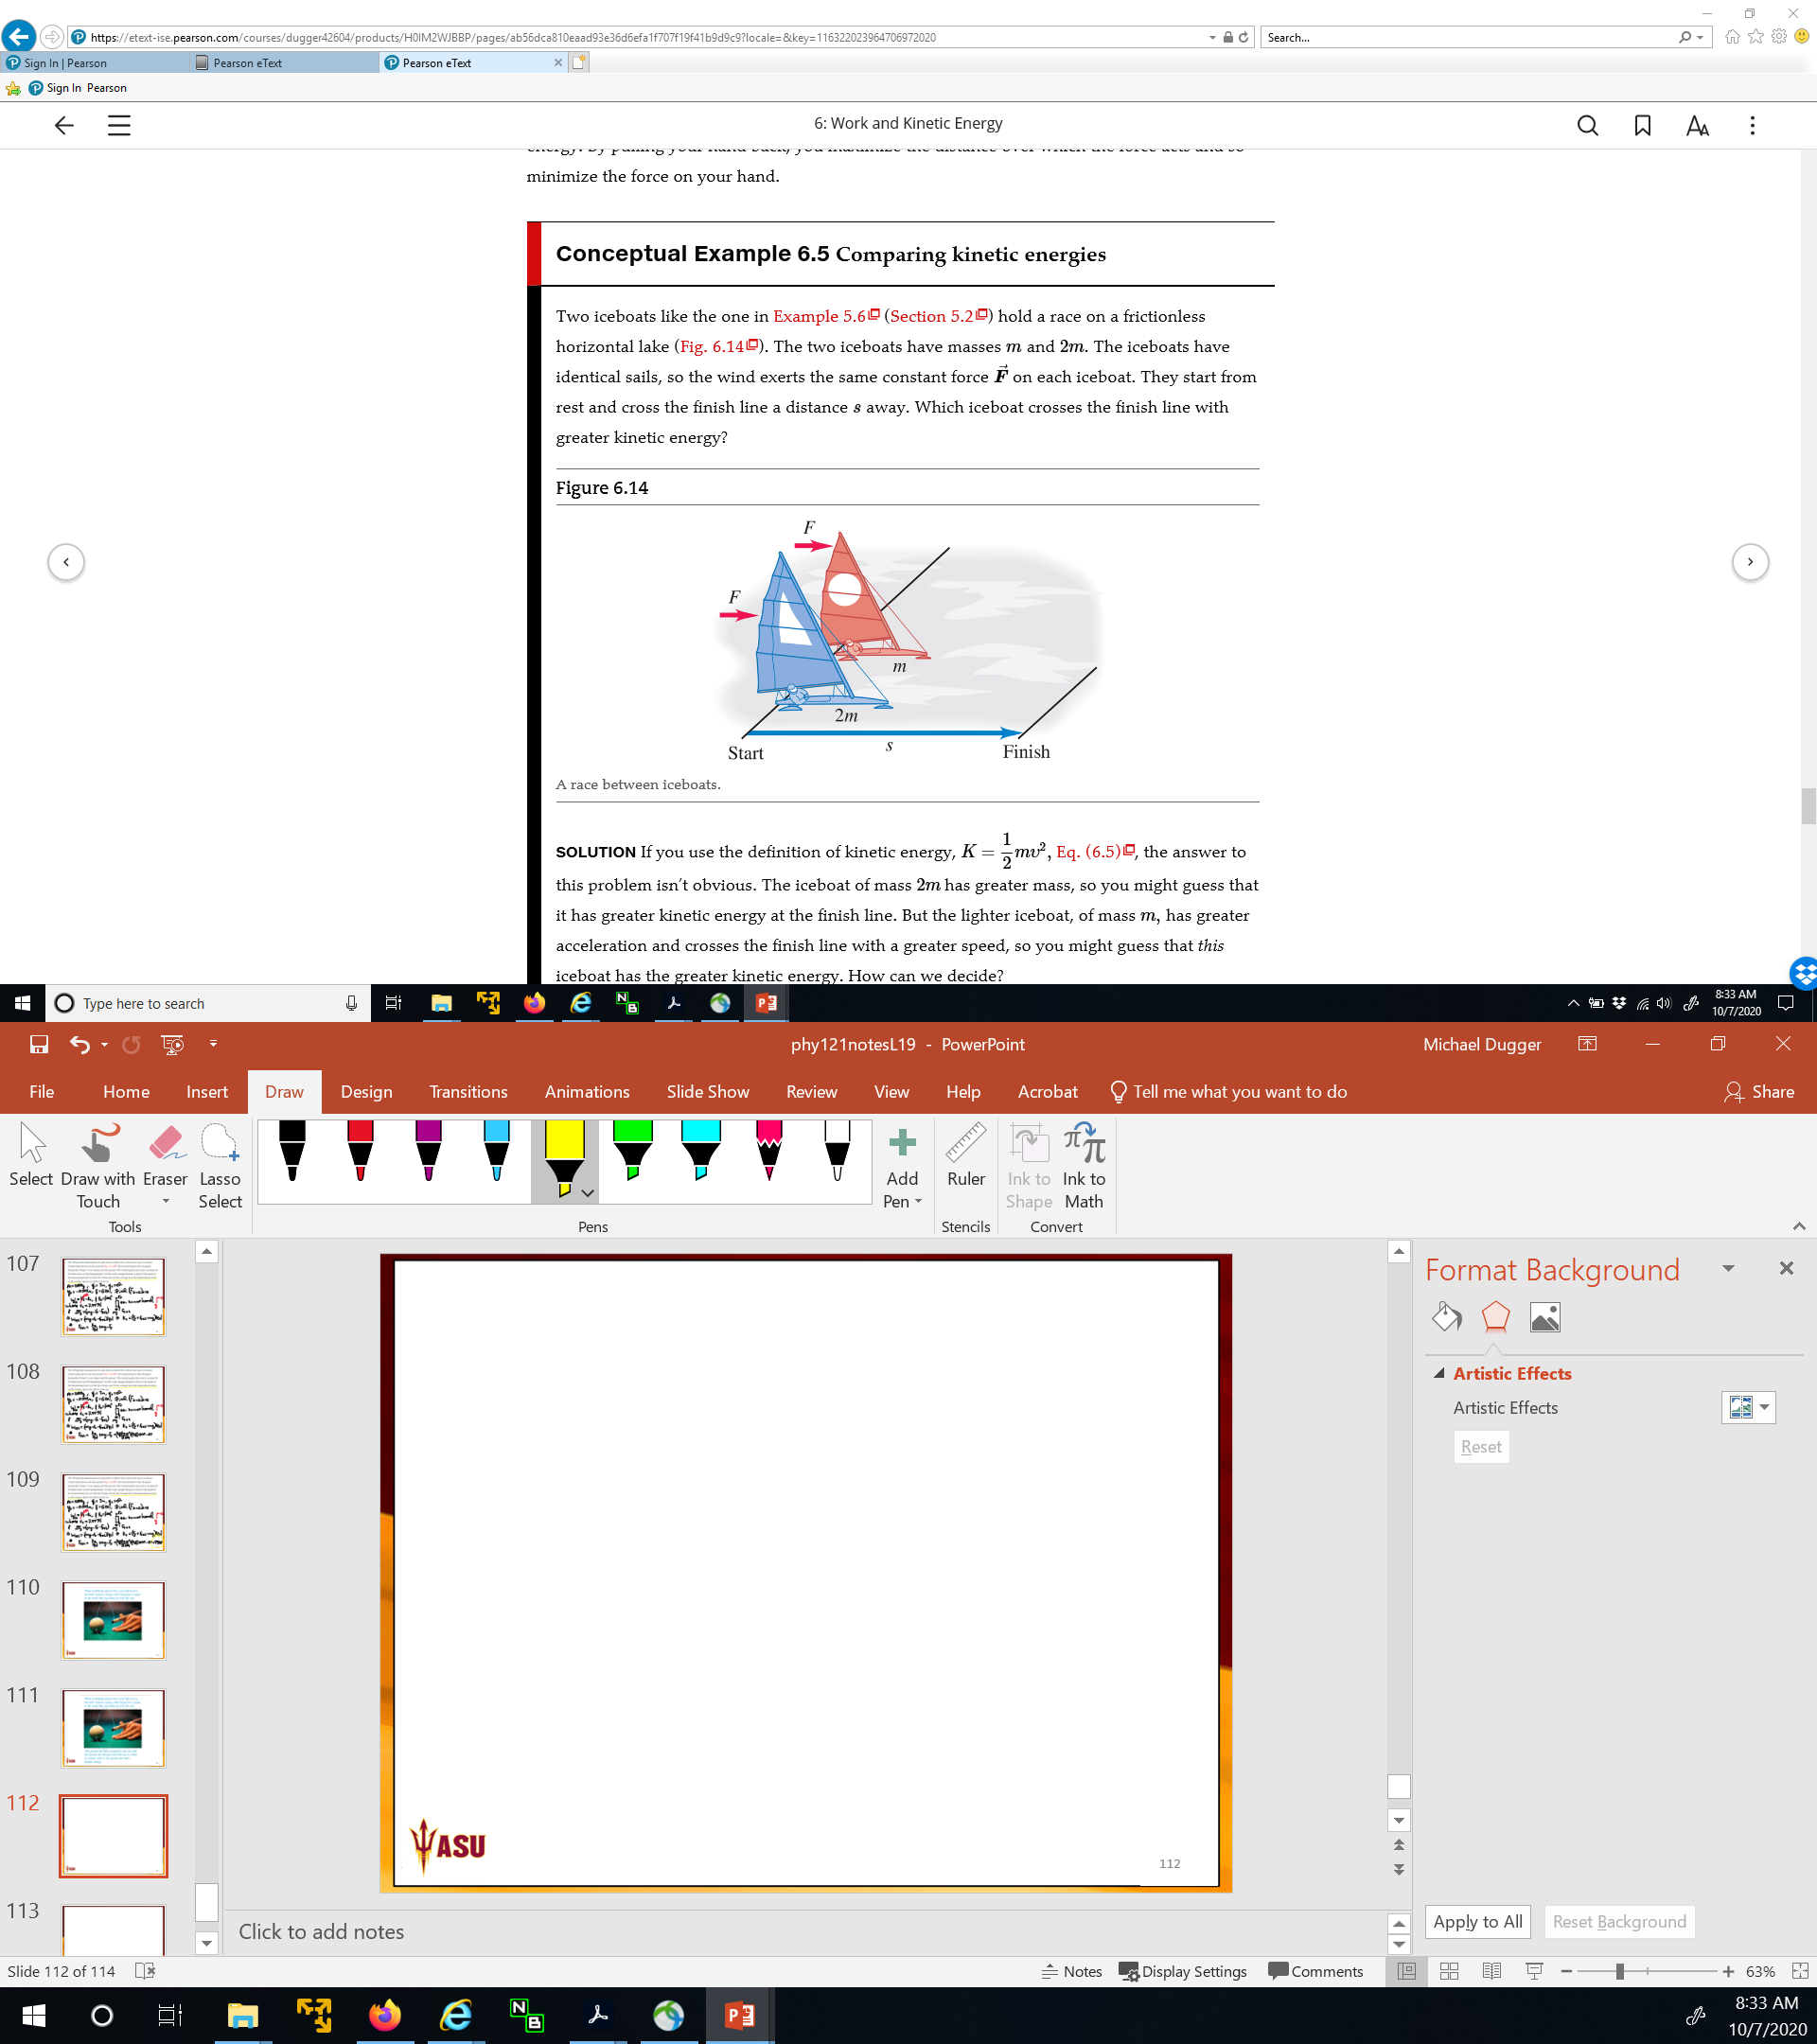 https://etext-ise.pearson.com/courses/dugger42604/products/H0IM2WJBBP/pages/ab56dca810eaad93e36d6efa1f707f19f41b9d9c9?locale=&key=11632202396470697202​0
Search...
Sign In | Pearson
Pearson eText
Pearson eText
Sign In Pearson
6: Work and Kinetic Energy
minimize the force on your hand.
Conceptual Example 6.5 Comparing kinetic energies
Two iceboats like the one in Example 5.6 (Section 5.2) hold a race on a frictionless
horizontal lake (Fig. 6.14). The two iceboats have masses m and 2m. The iceboats have
identical sails, so the wind exerts the same constant force F⃗ on each iceboat. They start from
rest and cross the finish line a distance s away. Which iceboat crosses the finish line with
greater kinetic energy?
Figure 6.14
F
F
m
2m
s
Start
Finish
A race between iceboats.
SOLUTION If you use the definition of kinetic energy, K = 1/2 mv², Eq. (6.5), the answer to
this problem isn't obvious. The iceboat of mass 2m has greater mass, so you might guess that
it has greater kinetic energy at the finish line. But the lighter iceboat, of mass m, has greater
acceleration and crosses the finish line with a greater speed, so you might guess that this
iceboat has the greater kinetic energy. How can we decide?
Type here to search
8:33 AM
10/7/2020
phy121notesL19 - PowerPoint
Michael Dugger
File Home Insert Draw Design Transitions Animations Slide Show Review View Help Acrobat Tell me what you want to do Share
Select
Draw with
Touch
Eraser
Lasso
Select
Tools
Pens
Add
Pen
Ruler
Stencils
Ink to
Shape
Ink to
Math
Convert
107
108
109
110
111
112
113
ASU
112
Click to add notes
Format Background
Artistic Effects
Artistic Effects
Reset
Apply to All
Reset Background
Slide 112 of 114
Notes
Display Settings
Comments
63%
8:33 AM
10/7/2020